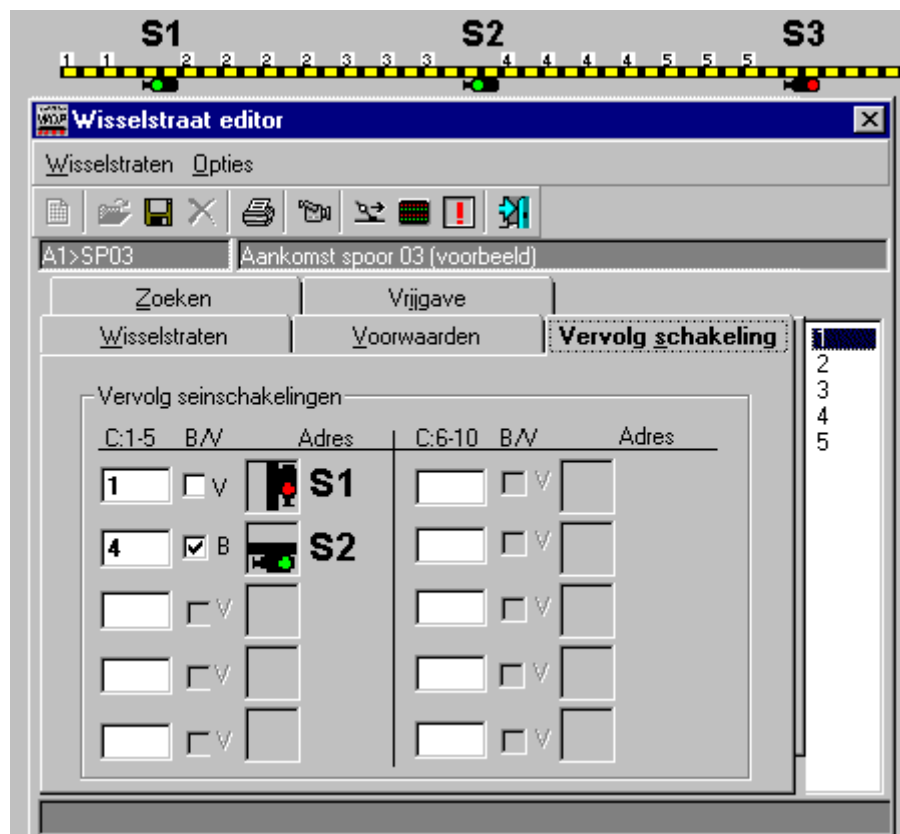 S1 S2 S3
1 1 2 2 2 2 3 3 3 4 4 4 4 5 5 5
Wisselstraat editor
Wisselstraten Opties
A1>SP03 Aankomst spoor 03 (voorbeeld)
Zoeken Vrijgave
Wisselstraten Voorwaarden Vervolg schakeling
1
2
3
4
5
Vervolg seinschakelingen
C:1-5 B/V Adres C:6-10 B/V Adres
1 V S1 V
4 B S2 V
V V
V V
V V